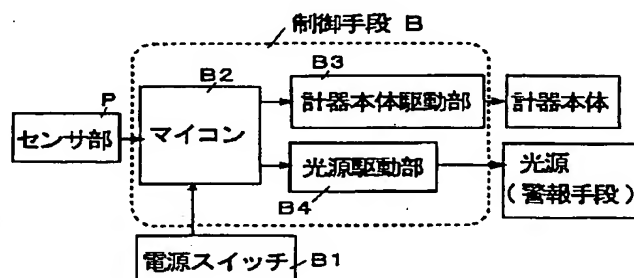 制御手段 B
B2
B3
P
計器本体駆動部
計器本体
マイコン
センサ部
光源駆動部
光源
(警報手段)
B4
電源スイッチ
B1